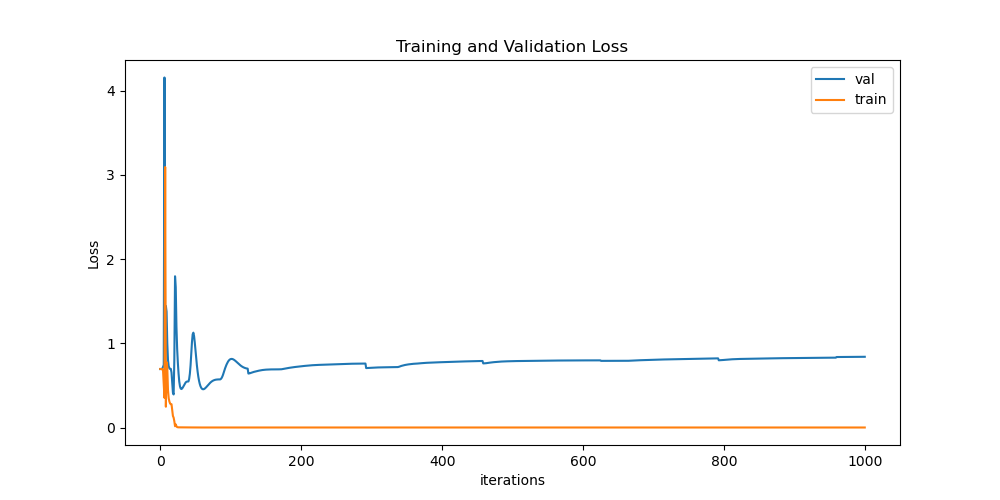 Training and Validation Loss
val
train
Loss
4
3
2
1
0
0 200 400 600 800 1000
iterations